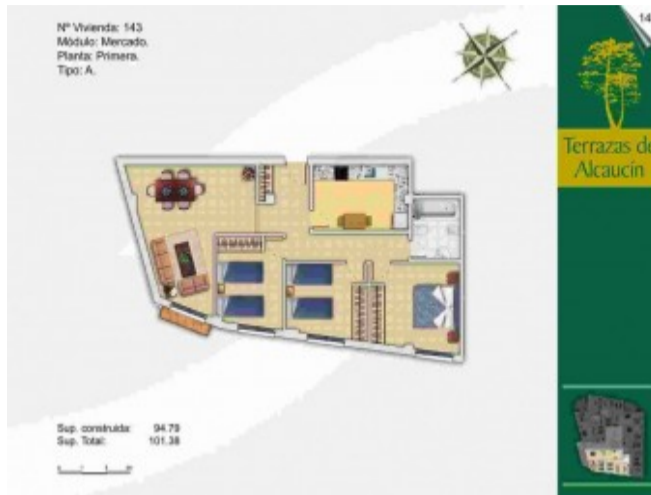 Nº Vivienda: 143
Módulo: Mercado.
Planta: Primera.
Tipo: A.
14
Terrazas de
Alcaucín
Sup. construida: 94.79
Sup. Total: 101.38